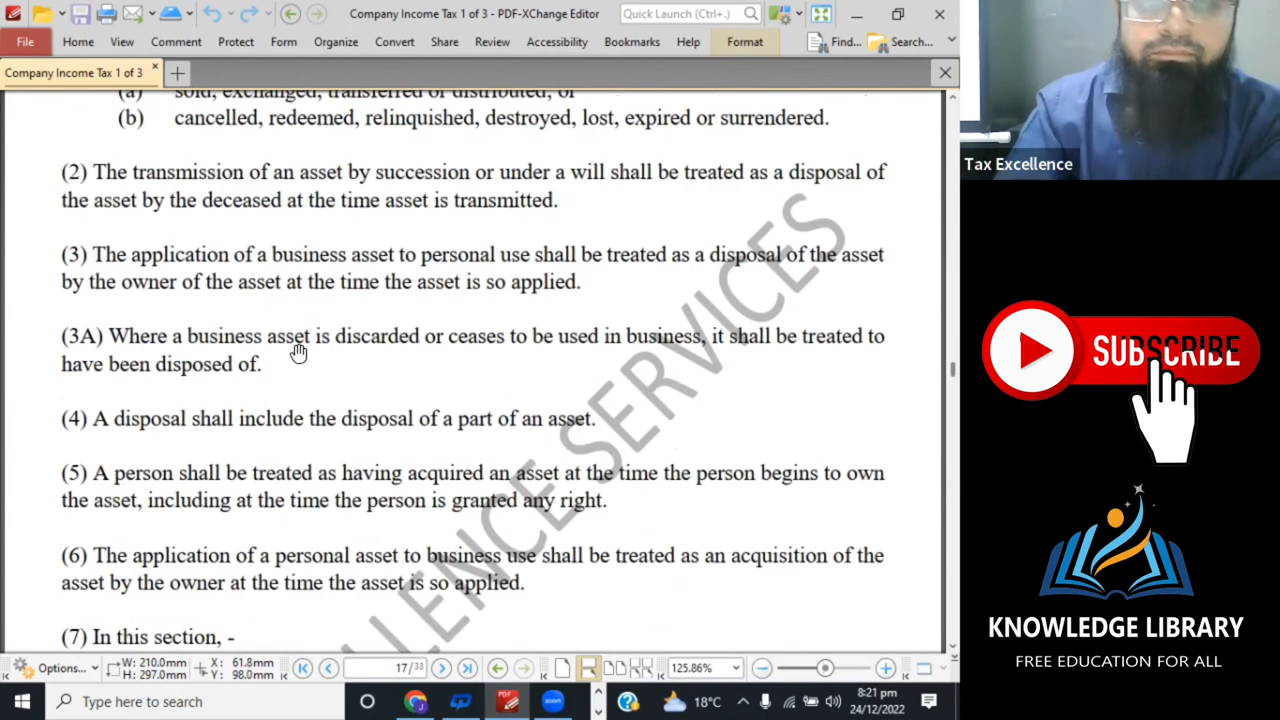 Company Income Tax 1 of 3 - PDF-XChange Editor
Quick Launch (Ctrl+.)
File Home View Comment Protect Form Organize Convert Share Review Accessibility Bookmarks Help Format Find... Search...
Company Income Tax 1 of 3
(a) sold, exchanged, transferred or distributed; or
(b) cancelled, redeemed, relinquished, destroyed, lost, expired or surrendered.
(2) The transmission of an asset by succession or under a will shall be treated as a disposal of
the asset by the deceased at the time asset is transmitted.
(3) The application of a business asset to personal use shall be treated as a disposal of the asset
by the owner of the asset at the time the asset is so applied.
(3A) Where a business asset is discarded or ceases to be used in business, it shall be treated to
have been disposed of.
(4) A disposal shall include the disposal of a part of an asset.
(5) A person shall be treated as having acquired an asset at the time the person begins to own
the asset, including at the time the person is granted any right.
(6) The application of a personal asset to business use shall be treated as an acquisition of the
asset by the owner at the time the asset is so applied.
(7) In this section, -
LLENCE SERVICES
Options... W: 210.0mm X: 61.8mm 17 / 33 125.86%
H: 297.0mm Y: 98.0mm
Type here to search
18°C
8:21 pm
24/12/2022
Tax Excellence
SUBSCRIBE
KNOWLEDGE LIBRARY
FREE EDUCATION FOR ALL